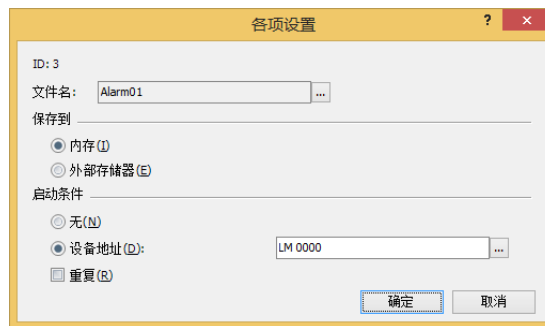 各项设置
? ×
ID: 3
文件名: Alarm01 ...
保存到
内存(I)
外部存储器(E)
启动条件
无(N)
设备地址(D): LM 0000 ...
重复(R)
确定 取消